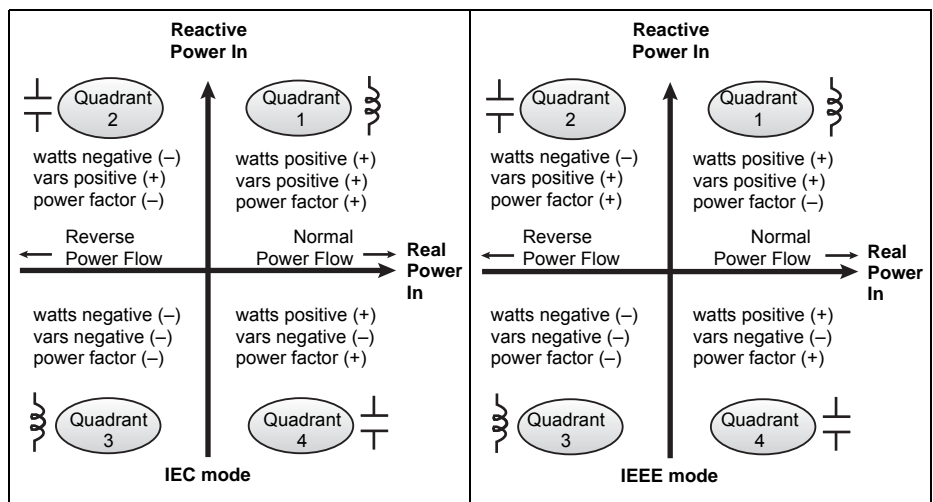 Reactive
Power In
Quadrant
2
Quadrant
1
watts negative (–)
vars positive (+)
power factor (–)
watts positive (+)
vars positive (+)
power factor (+)
Reverse
Power Flow
Normal
Power Flow
Real
Power
In
watts negative (–)
vars negative (–)
power factor (–)
watts positive (+)
vars negative (–)
power factor (+)
Quadrant
3
Quadrant
4
IEC mode
Reactive
Power In
Quadrant
2
Quadrant
1
watts negative (–)
vars positive (+)
power factor (+)
watts positive (+)
vars positive (+)
power factor (–)
Reverse
Power Flow
Normal
Power Flow
Real
Power
In
watts negative (–)
vars negative (–)
power factor (–)
watts positive (+)
vars negative (–)
power factor (+)
Quadrant
3
Quadrant
4
IEEE mode